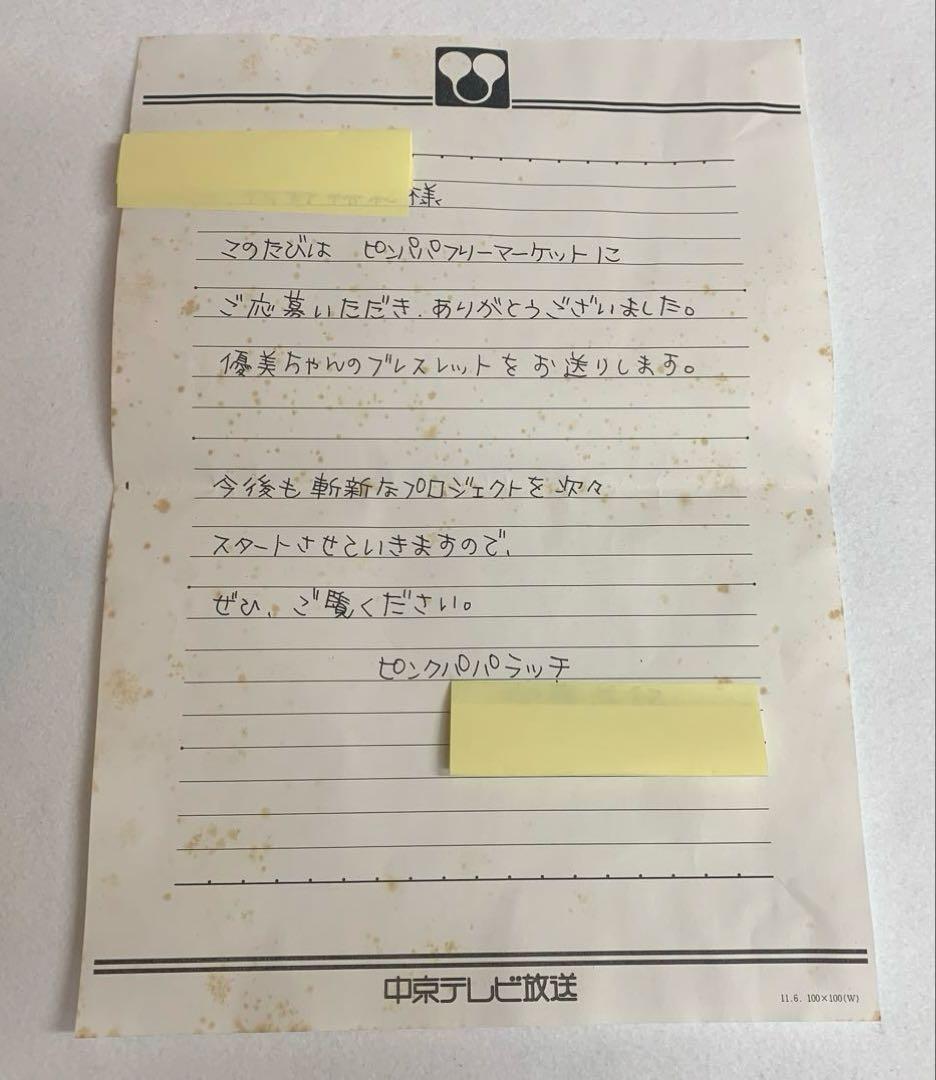 様
このたびは ピンパパフリーマーケットに
ご応募いただき、ありがとうございました。
優美ちゃんのブレスレットをお送りします。
今後も斬新なプロジェクトを次々
スタートさせていきますので、
ぜひ、ご覧ください。
ピンクパパラッチ
中京テレビ放送
11.6. 100×100(W)